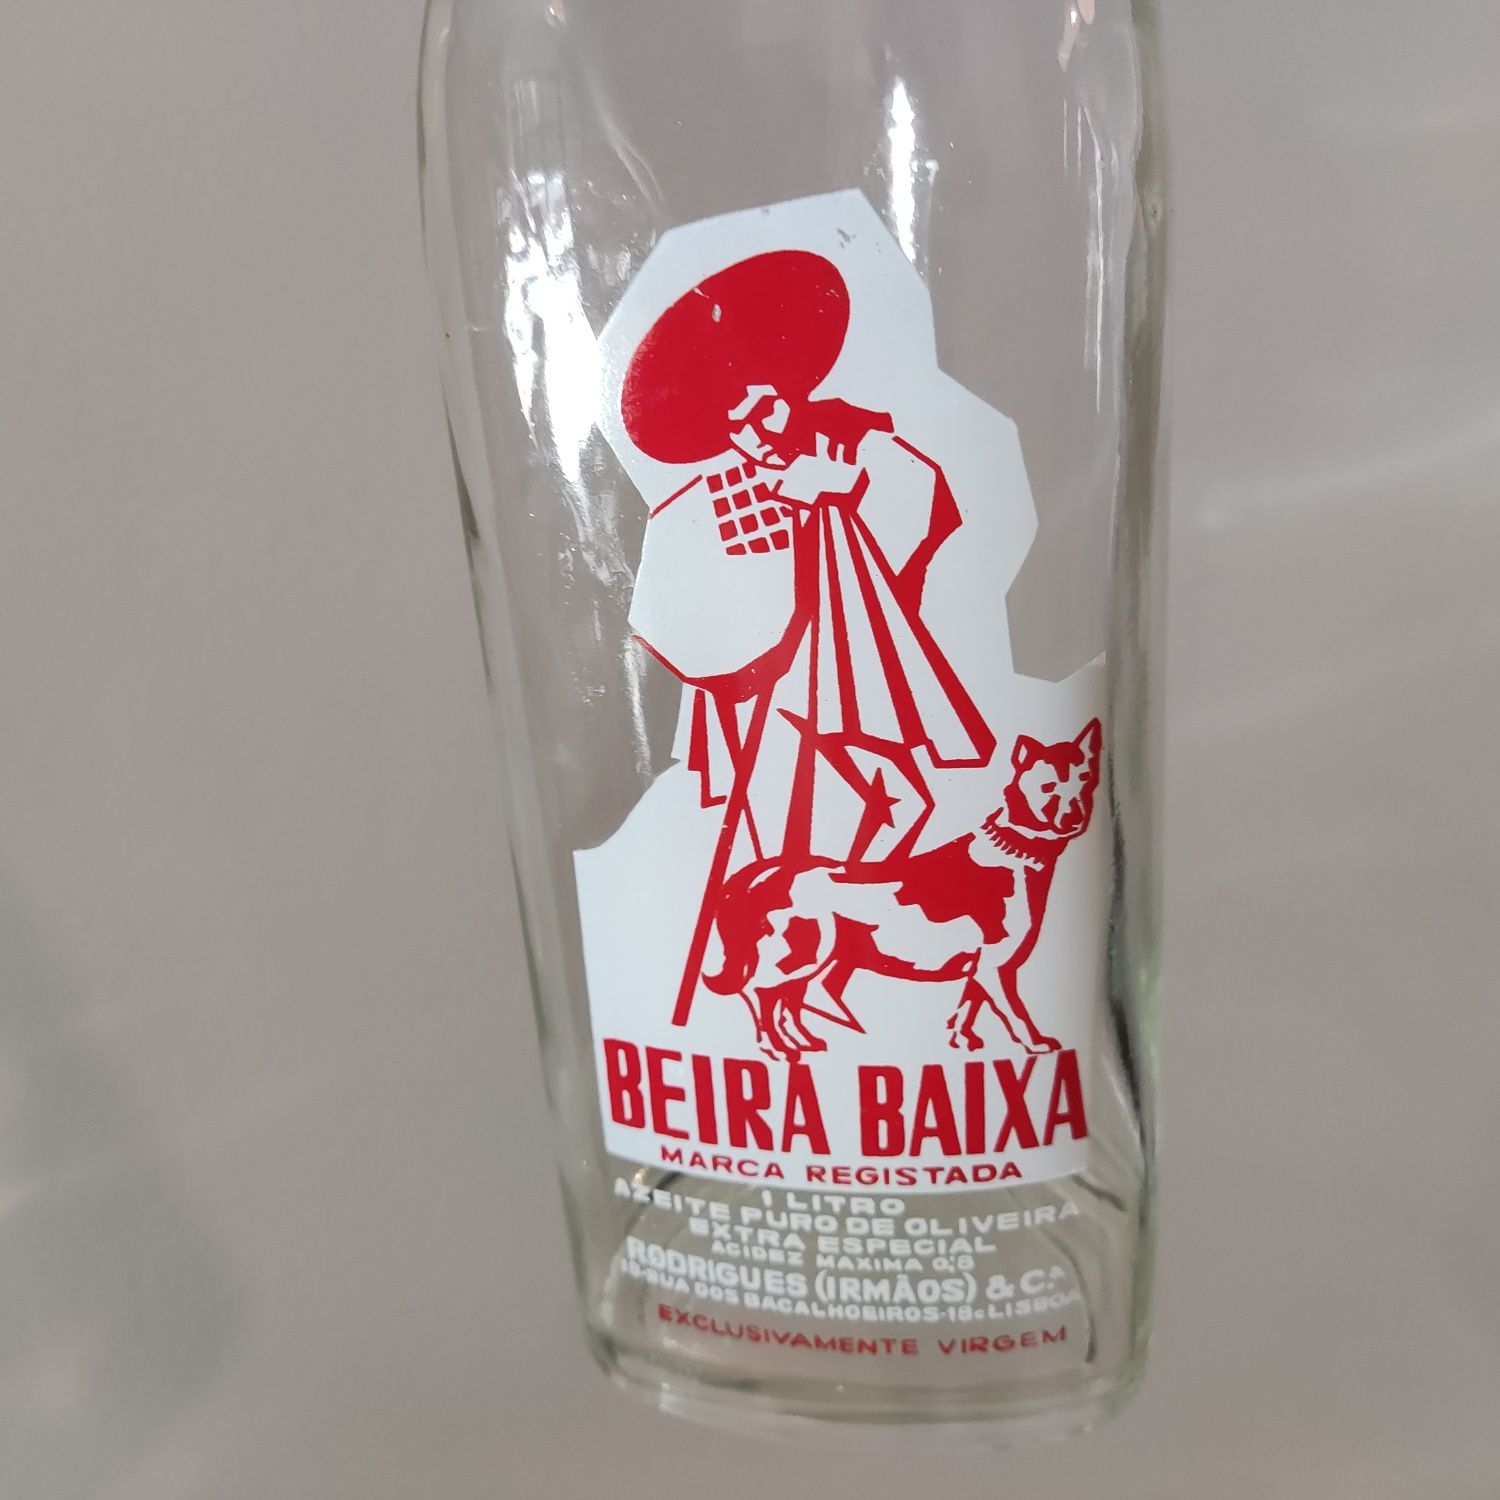 BEIRA BAIXA
MARCA REGISTADA
1 LITRO
AZEITE PURO DE OLIVEIRA
EXTRA ESPECIAL
ACIDEZ MAXIMA 0,8
RODRIGUES (IRMÃOS) & C.ª
RUA DOS BACALHOEIROS-18 LISBOA
EXCLUSIVAMENTE VIRGEM